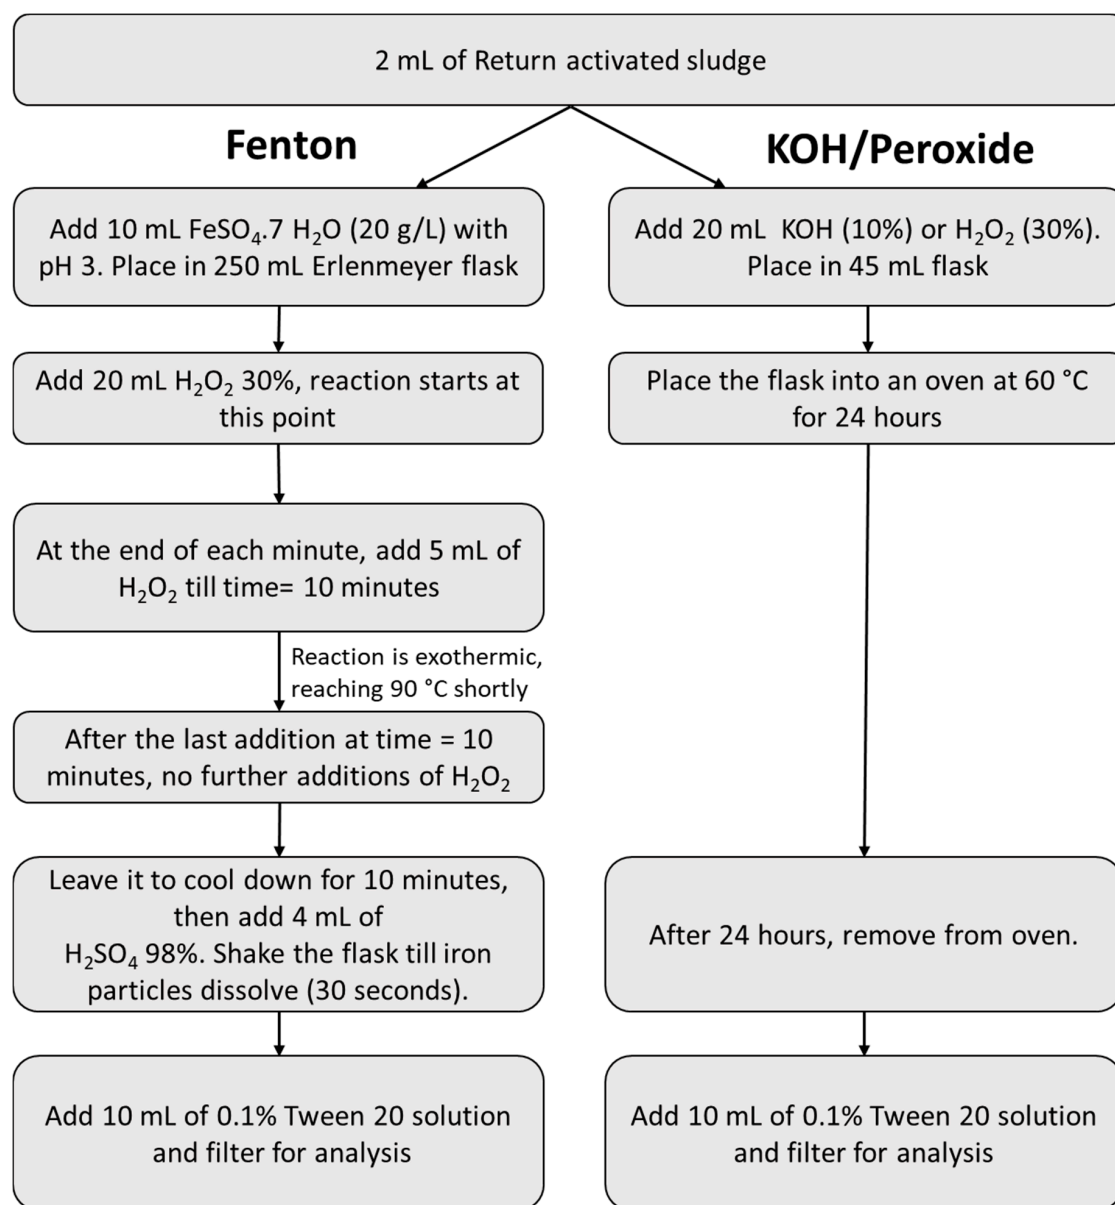 2 mL of Return activated sludge
Fenton
KOH/Peroxide
Add 10 mL FeSO₄.7 H₂O (20 g/L) with
pH 3. Place in 250 mL Erlenmeyer flask
Add 20 mL  KOH (10%) or H₂O₂ (30%).
Place in 45 mL flask
Add 20 mL H₂O₂ 30%, reaction starts at
this point
Place the flask into an oven at 60 °C
for 24 hours
At the end of each minute, add 5 mL of
H₂O₂ till time= 10 minutes
Reaction is exothermic,
reaching 90 °C shortly
After the last addition at time = 10
minutes, no further additions of H₂O₂
Leave it to cool down for 10 minutes,
then add 4 mL of
H₂SO₄ 98%. Shake the flask till iron
particles dissolve (30 seconds).
After 24 hours, remove from oven.
Add 10 mL of 0.1% Tween 20 solution
and filter for analysis
Add 10 mL of 0.1% Tween 20 solution
and filter for analysis